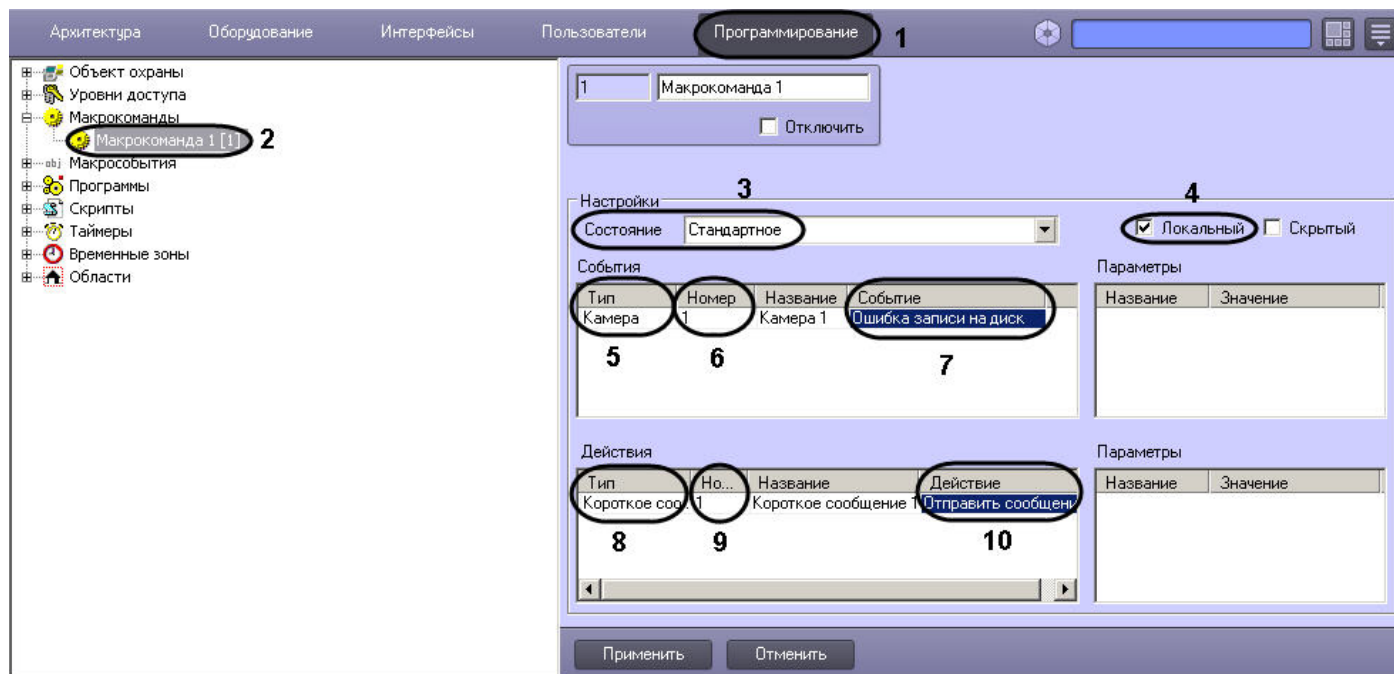 Архитектура Оборудование Интерфейсы Пользователи Программирование 1
Объект охраны
Уровни доступа
Макрокоманды
Макрокоманда 1 [1] 2
obj Макрособытия
Программы
Скрипты
Таймеры
Временные зоны
Области
1 Макрокоманда 1
Отключить
3 4
Настройки
Состояние Стандартное Локальный Скрытый
События Параметры
Тип Номер Название Событие Название Значение
Камера 1 Камера 1 Ошибка записи на диск
5 6 7
Действия Параметры
Тип Но... Название Действие Название Значение
Короткое соо... 1 Короткое сообщение 1 Отправить сообщени
8 9 10
Применить Отменить